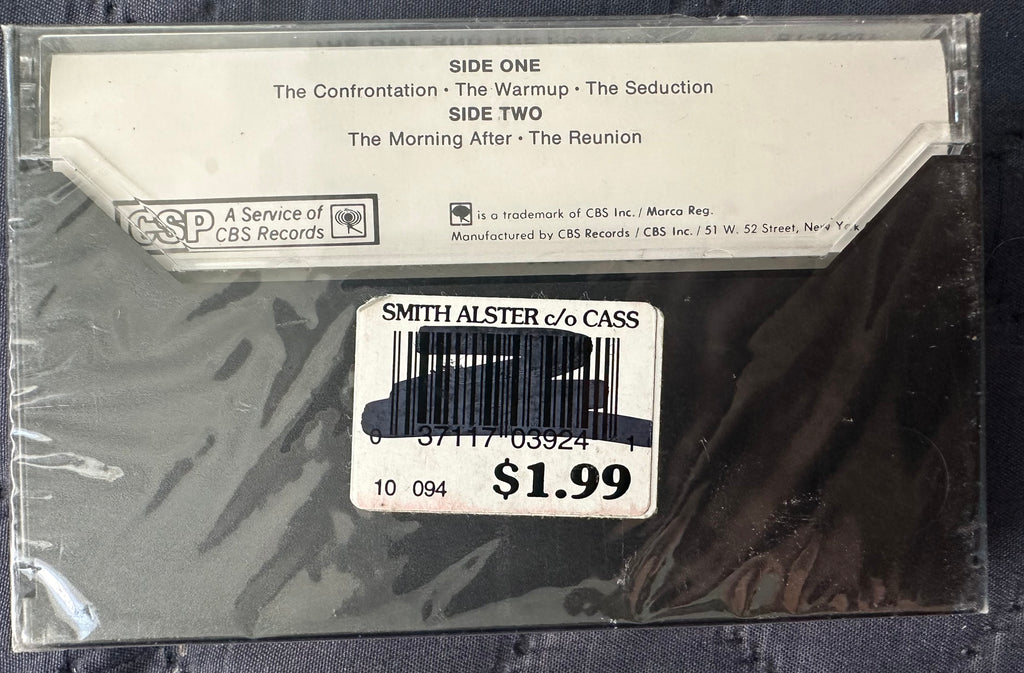 SIDE ONE
The Confrontation • The Warmup • The Seduction
SIDE TWO
The Morning After • The Reunion
CSP A Service of
CBS Records
is a trademark of CBS Inc. / Marca Reg.
Manufactured by CBS Records / CBS Inc. / 51 W. 52 Street, New York
SMITH ALSTER c/o CASS
0 37117 03924 1
10 094 $1.99